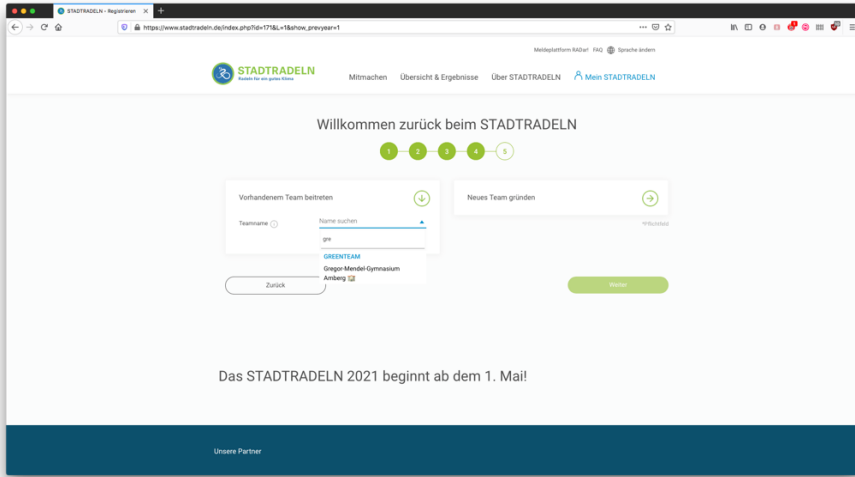 STADTRADELN - Registrieren
https://www.stadtradeln.de/index.php?id=171&L=1&show_prevyear=1
Meldeplattform RADar! FAQ Sprache ändern
STADTRADELN
Radeln für ein gutes Klima
Mitmachen Übersicht & Ergebnisse Über STADTRADELN Mein STADTRADELN
Willkommen zurück beim STADTRADELN
1 2 3 4 5
Vorhandenem Team beitreten
Neues Team gründen
Teamname
Name suchen
*Pflichtfeld
gre
GREENTEAM
Gregor-Mendel-Gymnasium
Amberg
Zurück
Weiter
Das STADTRADELN 2021 beginnt ab dem 1. Mai!
Unsere Partner